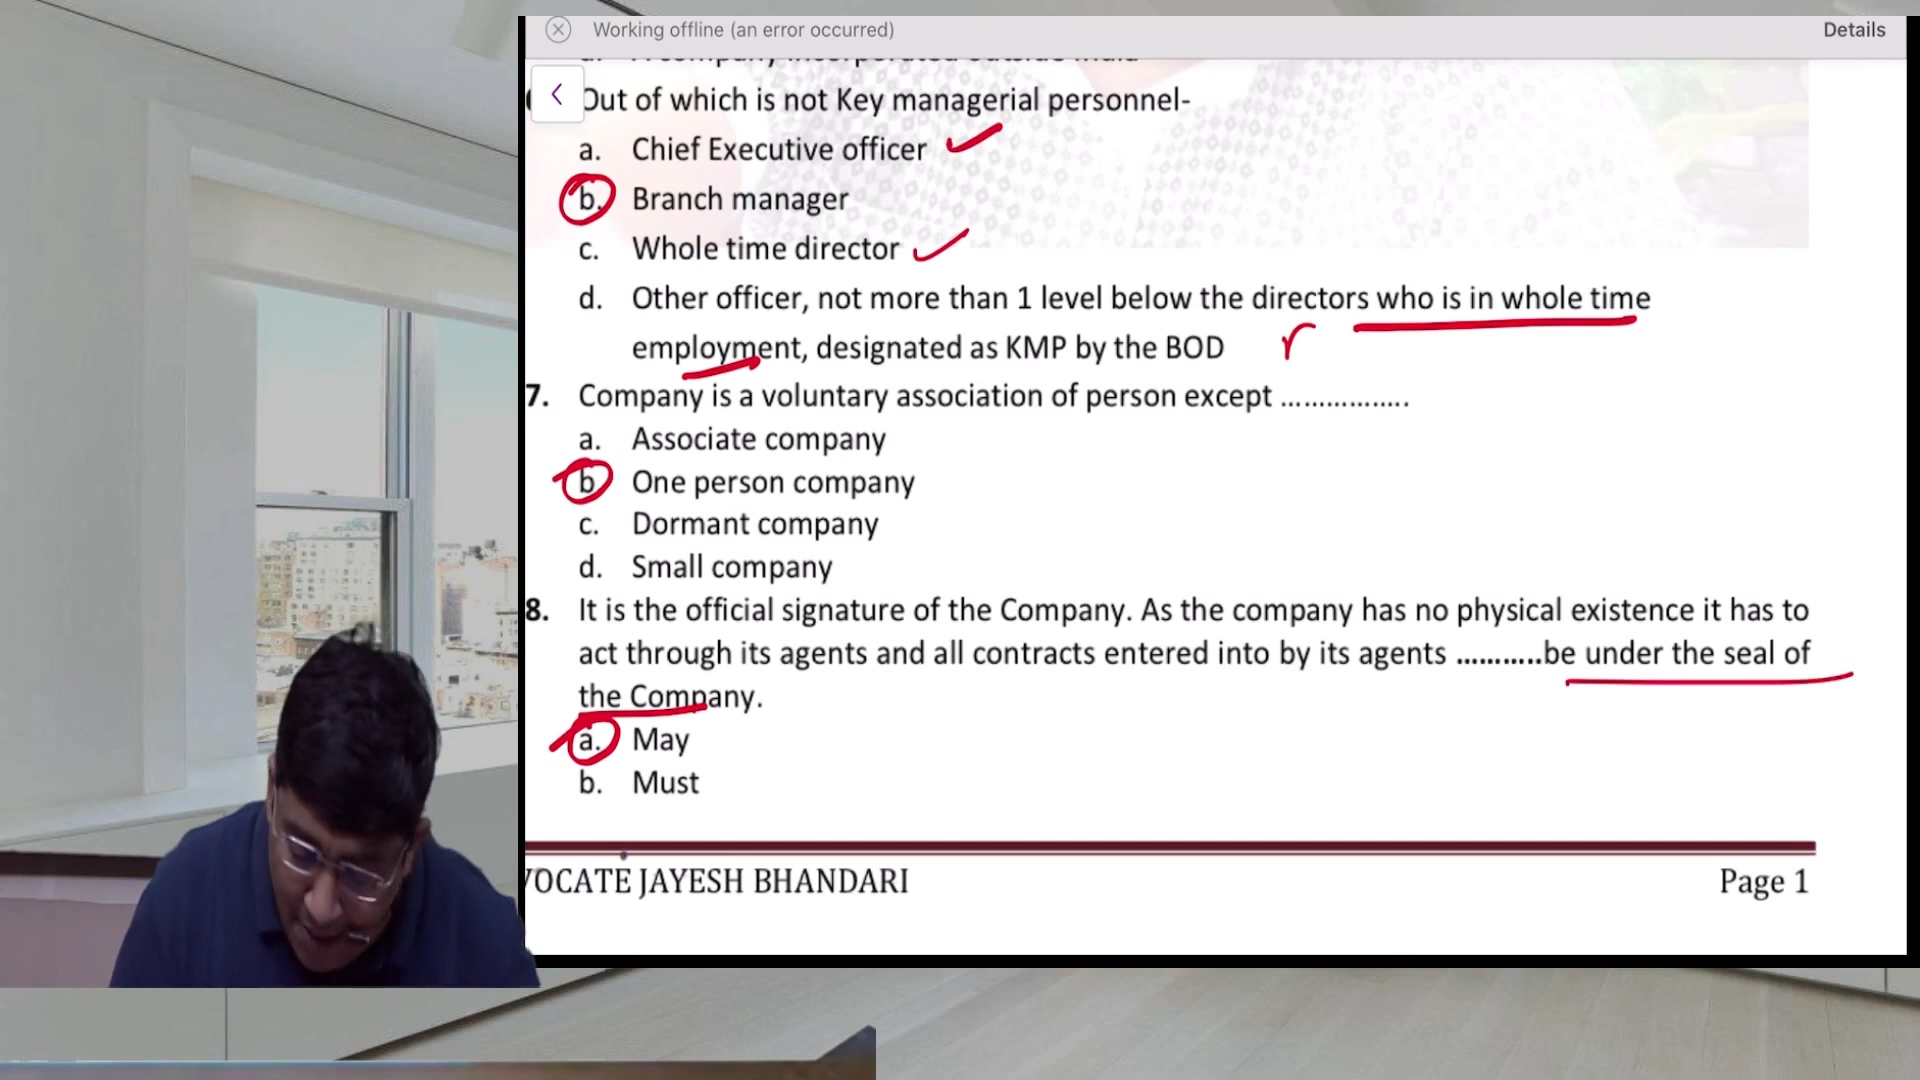 Working offline (an error occurred)
Details
Out of which is not Key managerial personnel-
a. Chief Executive officer
b. Branch manager
c. Whole time director
d. Other officer, not more than 1 level below the directors who is in whole time
employment, designated as KMP by the BOD
7. Company is a voluntary association of person except .................
a. Associate company
b One person company
c. Dormant company
d. Small company
8. It is the official signature of the Company. As the company has no physical existence it has to
act through its agents and all contracts entered into by its agents ...........be under the seal of
the Company.
a. May
b. Must
VOCATE JAYESH BHANDARI
Page 1